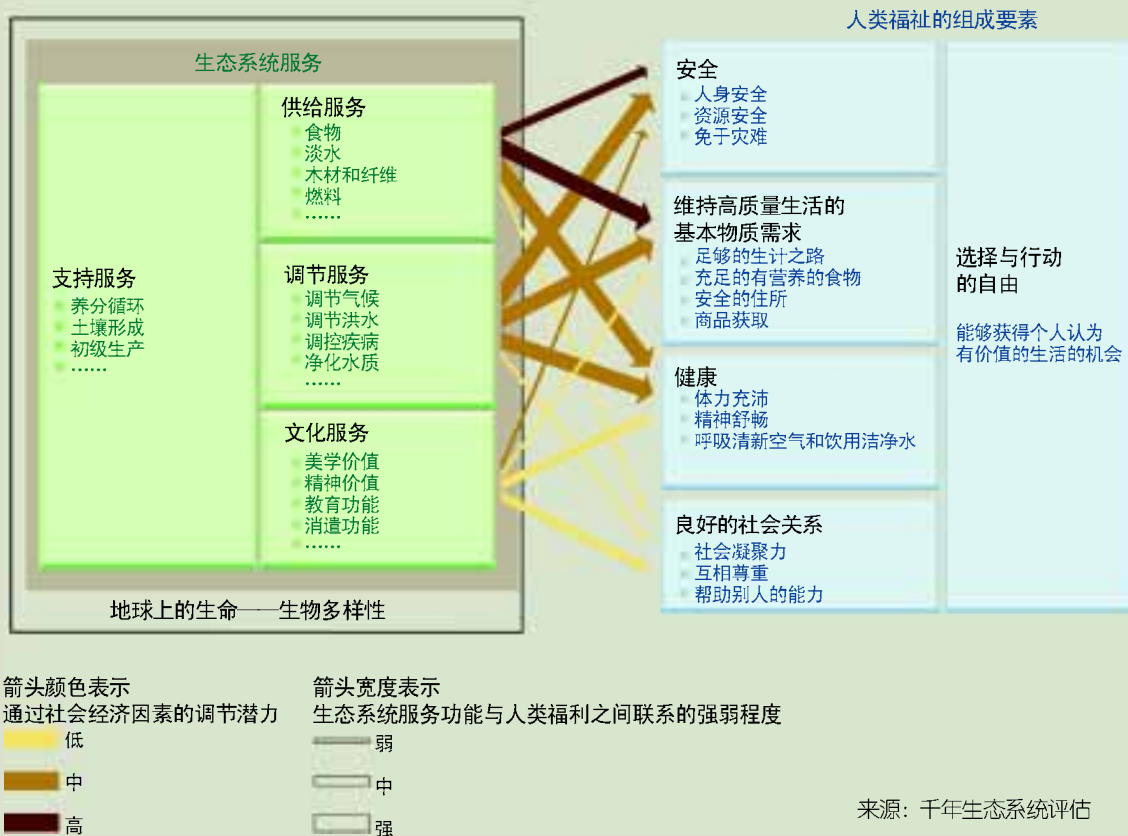 人类福祉的组成要素
生态系统服务
支持服务
养分循环
土壤形成
初级生产
……
供给服务
食物
淡水
木材和纤维
燃料
……
调节服务
调节气候
调节洪水
调控疾病
净化水质
……
文化服务
美学价值
精神价值
教育功能
消遣功能
……
地球上的生命——生物多样性
安全
人身安全
资源安全
免于灾难
维持高质量生活的
基本物质需求
足够的生计之路
充足的有营养的食物
安全的住所
商品获取
健康
体力充沛
精神舒畅
呼吸清新空气和饮用洁净水
良好的社会关系
社会凝聚力
互相尊重
帮助别人的能力
选择与行动
的自由
能够获得个人认为
有价值的生活的机会
箭头颜色表示
通过社会经济因素的调节潜力
低
中
高
箭头宽度表示
生态系统服务功能与人类福利之间联系的强弱程度
弱
中
强
来源：千年生态系统评估